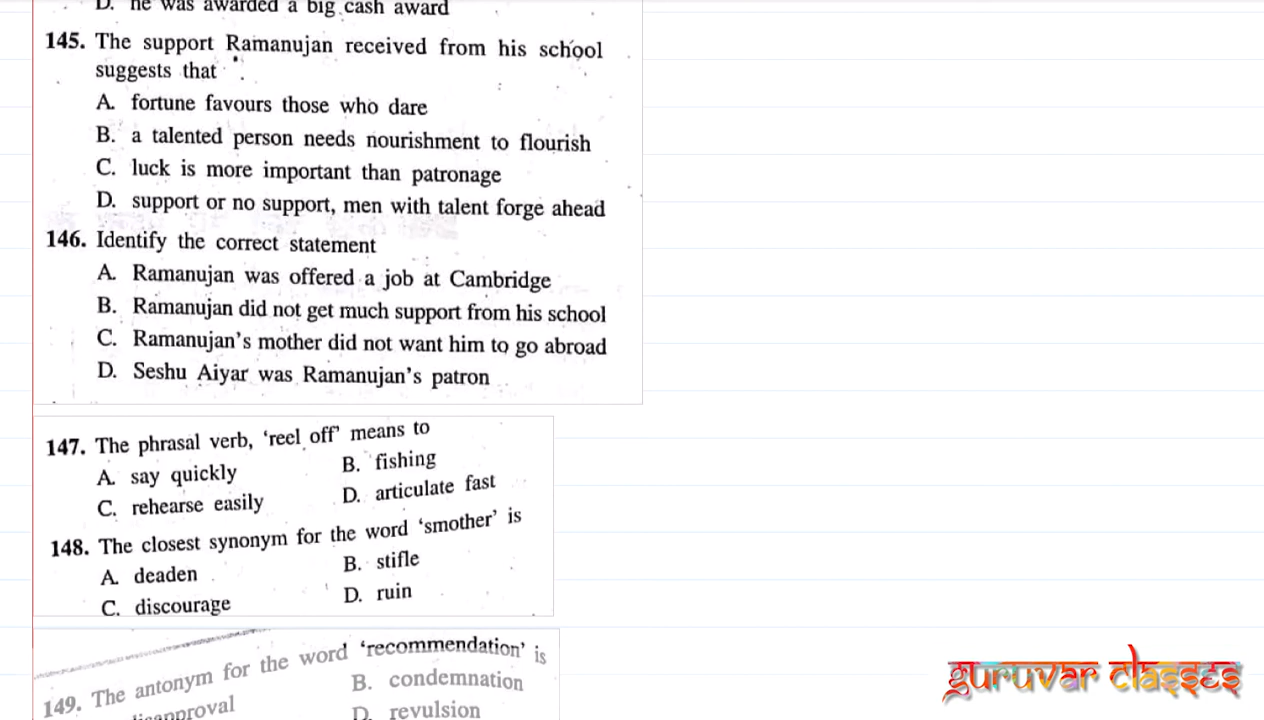 D. he was awarded a big cash award
145. The support Ramanujan received from his school
suggests that
A. fortune favours those who dare
B. a talented person needs nourishment to flourish
C. luck is more important than patronage
D. support or no support, men with talent forge ahead
146. Identify the correct statement
A. Ramanujan was offered a job at Cambridge
B. Ramanujan did not get much support from his school
C. Ramanujan's mother did not want him to go abroad
D. Seshu Aiyar was Ramanujan's patron
147. The phrasal verb, 'reel off' means to
A. say quickly B. fishing
C. rehearse easily D. articulate fast
148. The closest synonym for the word 'smother' is
A. deaden B. stifle
C. discourage D. ruin
149. The antonym for the word 'recommendation' is
B. condemnation
disapproval D. revulsion
guruvar classes